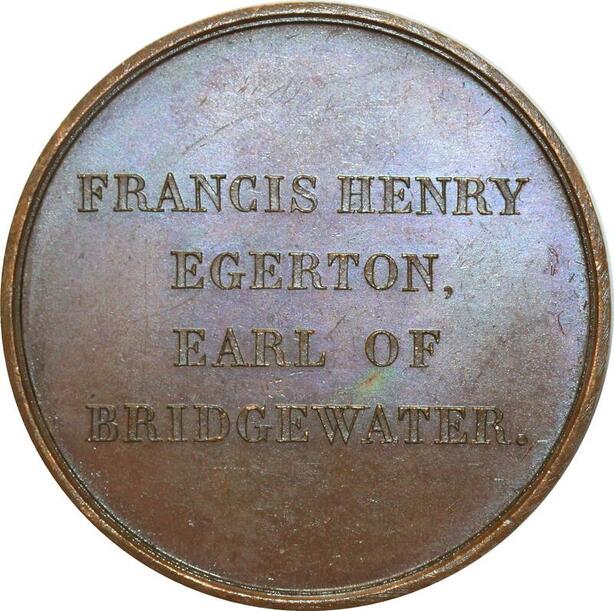 FRANCIS HENRY
EGERTON,
EARL OF
BRIDGEWATER.